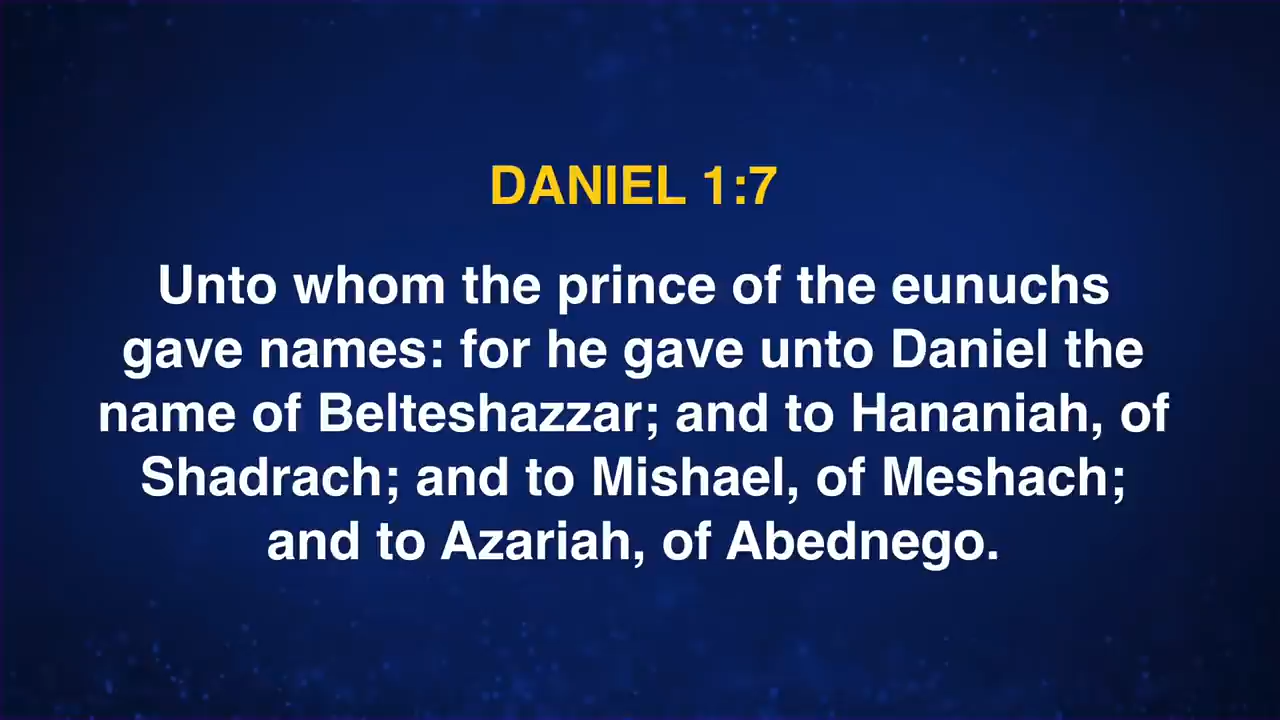 DANIEL 1:7
Unto whom the prince of the eunuchs
gave names: for he gave unto Daniel the
name of Belteshazzar; and to Hananiah, of
Shadrach; and to Mishael, of Meshach;
and to Azariah, of Abednego.